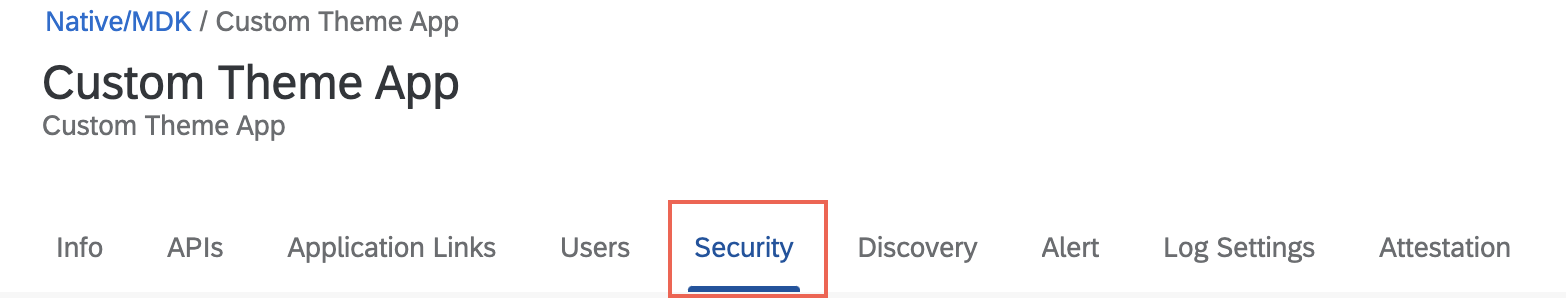 Native/MDK / Custom Theme App
Custom Theme App
Custom Theme App
Info APIs Application Links Users Security Discovery Alert Log Settings Attestation